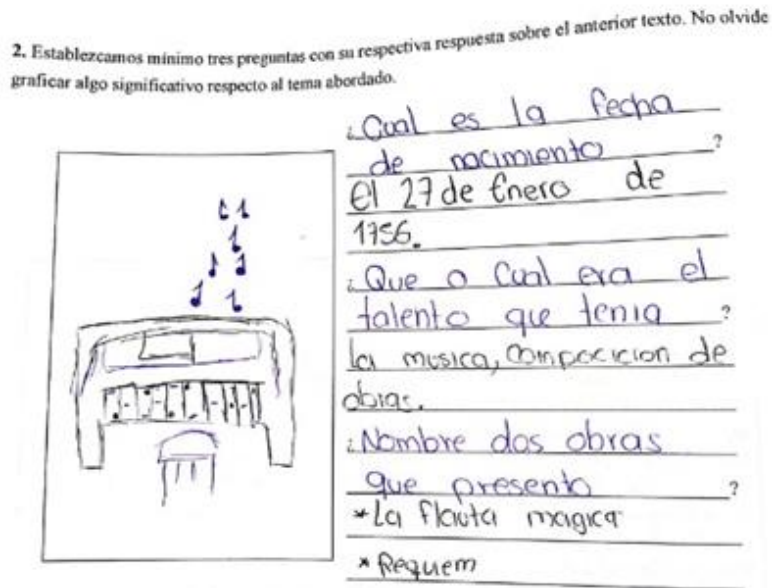 2. Establezcamos mínimo tres preguntas con su respectiva respuesta sobre el anterior texto. No olvide
graficar algo significativo respecto al tema abordado.
¿Cual es la fecha
de nacimiento?
El 27 de Enero de
1756.
¿Que o Cual era el
talento que tenia?
la musica, Compocicion de
obras.
¿Nombre dos obras
que presento?
*La flauta magica
*Requem